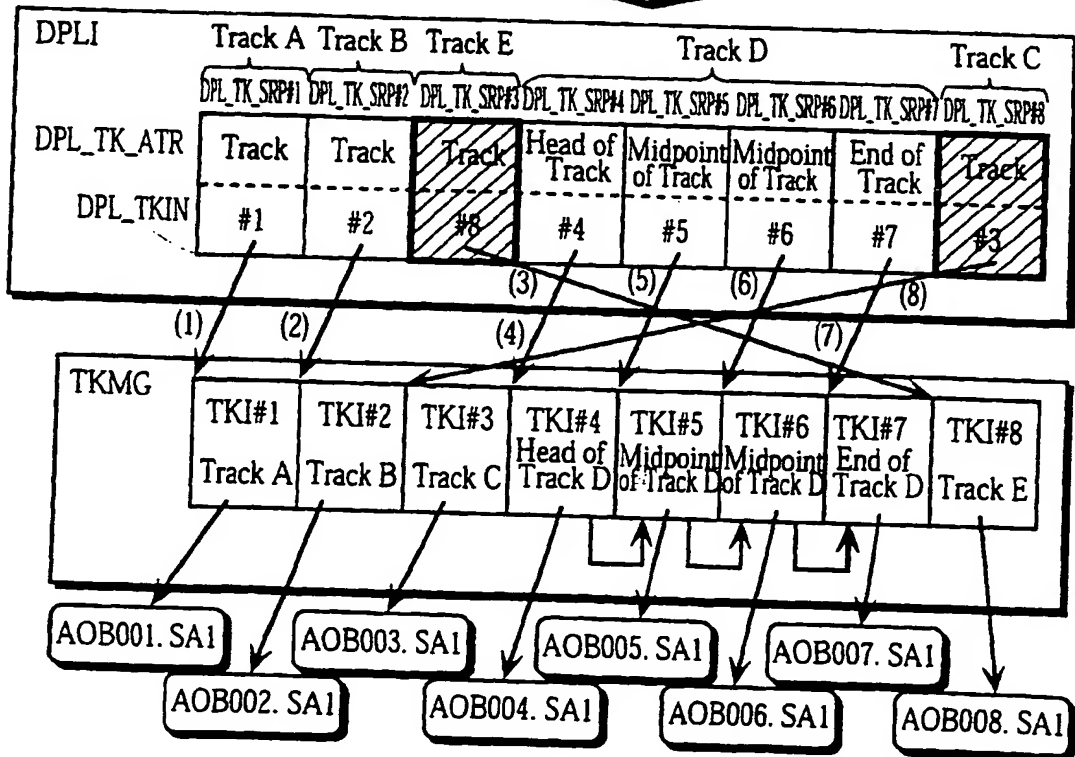 DPLI
Track A Track B Track E Track D Track C
DPL_TK_SRP#1 DPL_TK_SRP#2 DPL_TK_SRP#3 DPL_TK_SRP#4 DPL_TK_SRP#5 DPL_TK_SRP#6 DPL_TK_SRP#7 DPL_TK_SRP#8
DPL_TK_ATR
Track
Track
Track
Head of
Track
Midpoint
of Track
Midpoint
of Track
End of
Track
Track
DPL_TKIN
#1 #2 #8 #4 #5 #6 #7 #3
(1) (2) (3) (4) (5) (6) (7) (8)
TKMG
TKI#1
Track A
TKI#2
Track B
TKI#3
Track C
TKI#4
Head of
Track D
TKI#5
Midpoint
of Track D
TKI#6
Midpoint
of Track D
TKI#7
End of
Track D
TKI#8
Track E
AOB001. SA1
AOB002. SA1
AOB003. SA1
AOB004. SA1
AOB005. SA1
AOB006. SA1
AOB007. SA1
AOB008. SA1